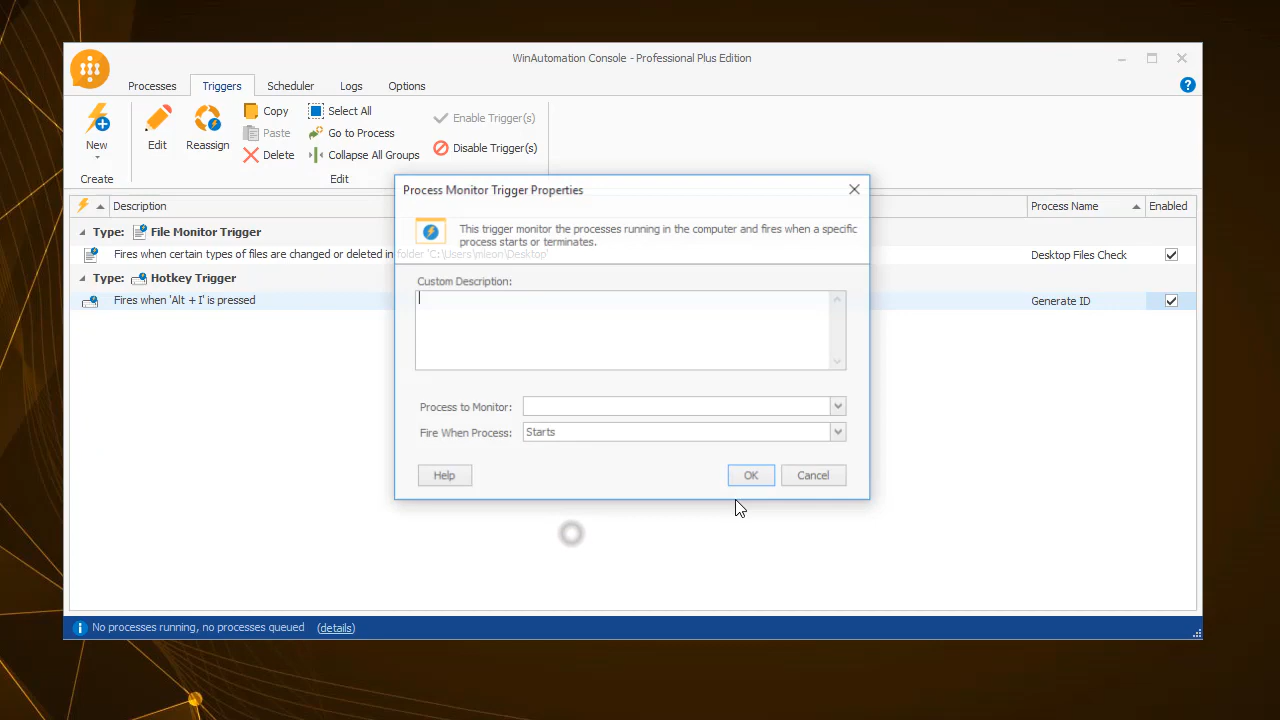 WinAutomation Console - Professional Plus Edition
Processes
Triggers
Scheduler
Logs
Options
?
New
Edit
Reassign
Copy
Paste
Delete
Select All
Go to Process
Collapse All Groups
Enable Trigger(s)
Disable Trigger(s)
Create
Edit
Description
Process Name
Enabled
Type: File Monitor Trigger
Fires when certain types of files are changed or deleted in folder 'C:\Users\mleon\Desktop'
Desktop Files Check
Type: Hotkey Trigger
Fires when 'Alt + I' is pressed
Generate ID
Process Monitor Trigger Properties
This trigger monitor the processes running in the computer and fires when a specific
process starts or terminates.
Custom Description:
Process to Monitor:
Fire When Process: Starts
Help
OK
Cancel
No processes running, no processes queued (details)